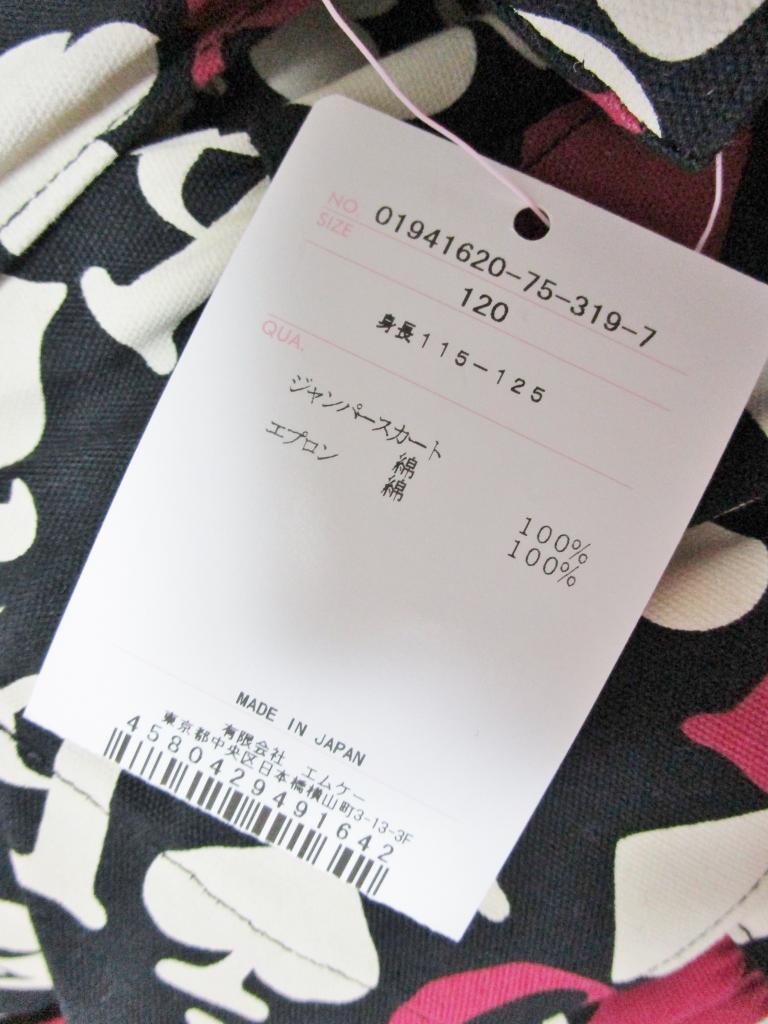 NO. 01941620-75-319-7
SIZE 120
身長115-125
QUA.
ジャンパースカート
綿 100%
エプロン 綿 100%
MADE IN JAPAN
有限会社 エムケー
東京都中央区日本橋横山町3-13-3F
4580429491642